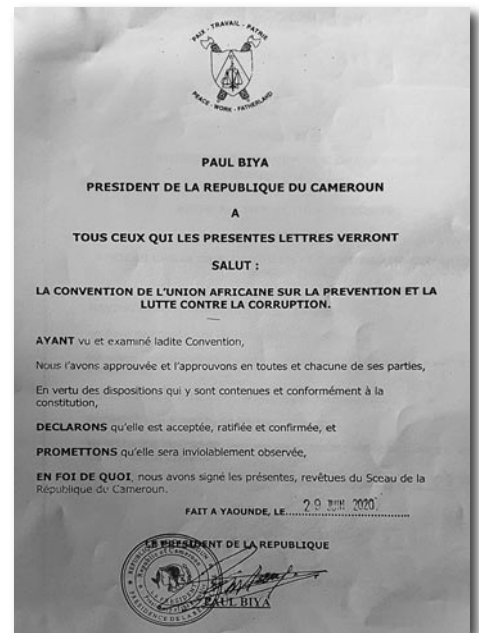 PAIX - TRAVAIL - PATRIE
PEACE - WORK - FATHERLAND
PAUL BIYA
PRESIDENT DE LA REPUBLIQUE DU CAMEROUN
A
TOUS CEUX QUI LES PRESENTES LETTRES VERRONT
SALUT :
LA CONVENTION DE L'UNION AFRICAINE SUR LA PREVENTION ET LA
LUTTE CONTRE LA CORRUPTION.
AYANT vu et examiné ladite Convention,
Nous l'avons approuvée et l'approuvons en toutes et chacune de ses parties,
En vertu des dispositions qui y sont contenues et conformément à la
constitution,
DECLARONS qu'elle est acceptée, ratifiée et confirmée, et
PROMETTONS qu'elle sera inviolablement observée,
EN FOI DE QUOI, nous avons signé les présentes, revêtues du Sceau de la
République du Cameroun.
FAIT A YAOUNDE, LE 29 JUIN 2020
LE PRESIDENT DE LA REPUBLIQUE
PAUL BIYA